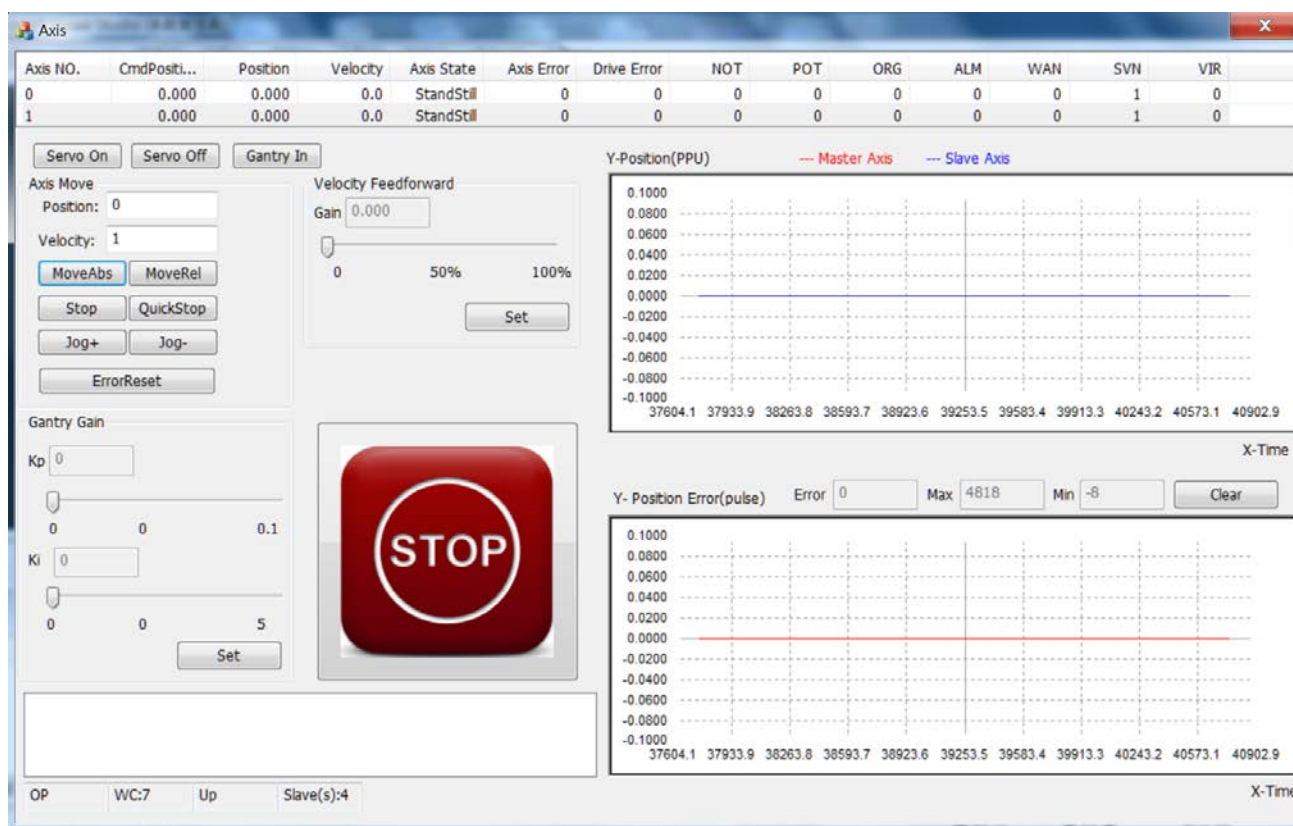 Axis
Axis NO. CmdPositi... Position Velocity Axis State Axis Error Drive Error NOT POT ORG ALM WAN SVN VIR
0 0.000 0.000 0.0 StandStill 0 0 0 0 0 0 0 1 0
1 0.000 0.000 0.0 StandStill 0 0 0 0 0 0 0 1 0
Servo On Servo Off Gantry In
Axis Move
Position: 0
Velocity: 1
MoveAbs MoveRel
Stop QuickStop
Jog+ Jog-
ErrorReset
Velocity Feedforward
Gain 0.000
0 50% 100%
Set
Gantry Gain
Kp 0
0 0 0.1
Ki 0
0 0 5
Set
STOP
Y-Position(PPU) --- Master Axis --- Slave Axis
0.1000
0.0800
0.0600
0.0400
0.0200
0.0000
-0.0200
-0.0400
-0.0600
-0.0800
-0.1000
37604.1 37933.9 38263.8 38593.7 38923.6 39253.5 39583.4 39913.3 40243.2 40573.1 40902.9
X-Time
Y- Position Error(pulse) Error 0 Max 4818 Min -8 Clear
0.1000
0.0800
0.0600
0.0400
0.0200
0.0000
-0.0200
-0.0400
-0.0600
-0.0800
-0.1000
37604.1 37933.9 38263.8 38593.7 38923.6 39253.5 39583.4 39913.3 40243.2 40573.1 40902.9
X-Time
OP WC:7 Up Slave(s):4